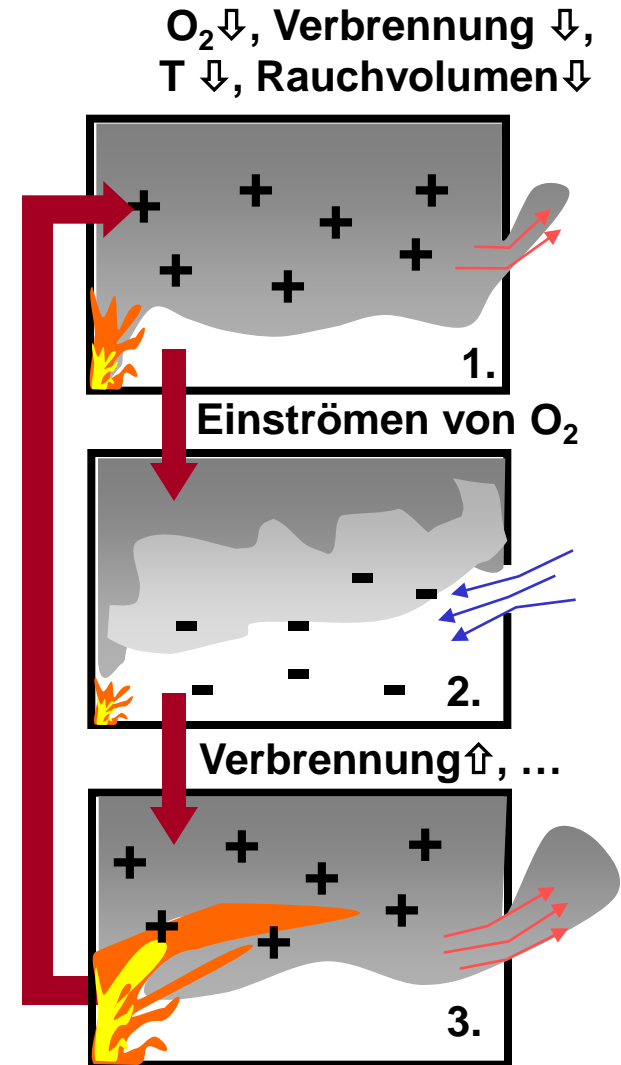 O₂⇩, Verbrennung ⇩,
T ⇩, Rauchvolumen⇩
+ + + + + + +
1.
Einströmen von O₂
- - - - - - -
2.
Verbrennung⇧, …
+ + + + + + +
3.